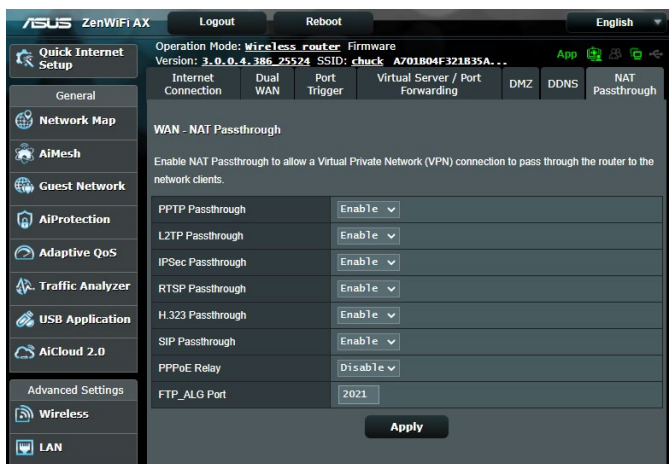 ASUS ZenWiFi AX Logout Reboot English
Quick Internet Setup
Operation Mode: Wireless router Firmware
Version: 3.0.0.4.386_25524 SSID: chuck A701B04F321B35A...
App
Internet Connection Dual WAN Port Trigger Virtual Server / Port Forwarding DMZ DDNS NAT Passthrough
General
Network Map
AiMesh
Guest Network
AiProtection
Adaptive QoS
Traffic Analyzer
USB Application
AiCloud 2.0
Advanced Settings
Wireless
LAN
WAN - NAT Passthrough
Enable NAT Passthrough to allow a Virtual Private Network (VPN) connection to pass through the router to the
network clients.
PPTP Passthrough Enable
L2TP Passthrough Enable
IPSec Passthrough Enable
RTSP Passthrough Enable
H.323 Passthrough Enable
SIP Passthrough Enable
PPPoE Relay Disable
FTP_ALG Port 2021
Apply